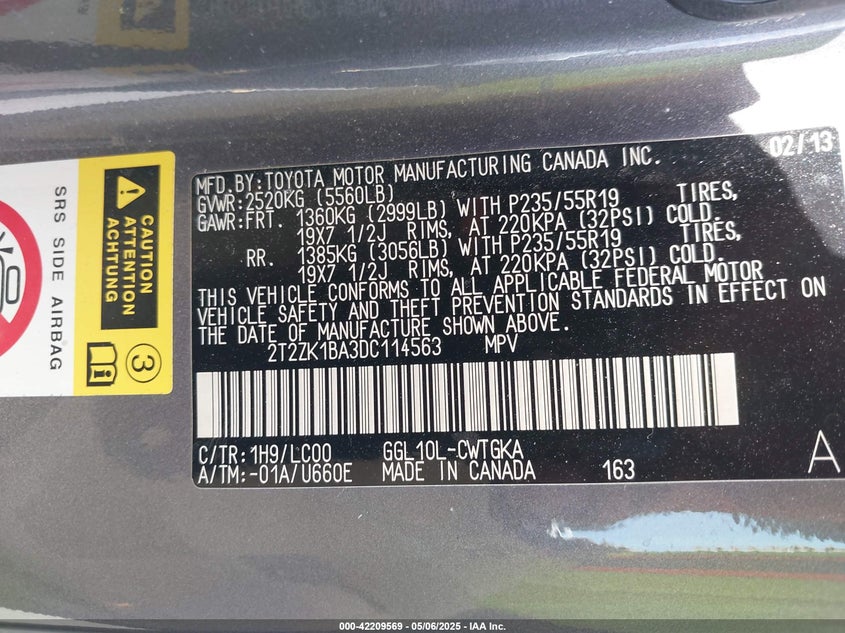 MFD.BY:TOYOTA MOTOR MANUFACTURING CANADA INC. 02/13
GVWR:2520KG (5560LB)
GAWR:FRT. 1360KG (2999LB) WITH P235/55R19 TIRES,
19X7 1/2J RIMS, AT 220KPA (32PSI) COLD.
RR. 1385KG (3056LB) WITH P235/55R19 TIRES,
19X7 1/2J RIMS, AT 220KPA (32PSI) COLD.
THIS VEHICLE CONFORMS TO ALL APPLICABLE FEDERAL MOTOR
VEHICLE SAFETY AND THEFT PREVENTION STANDARDS IN EFFECT ON
THE DATE OF MANUFACTURE SHOWN ABOVE.
2T2ZK1BA3DC114563 MPV
C/TR:1H9/LC00 GGL10L-CWTGKA
A/TM:-01A/U660E MADE IN CANADA 163
A
SRS SIDE AIRBAG
CAUTION
ATTENTION
ACHTUNG
3
000-42209569 - 05/06/2025 - IAA Inc.